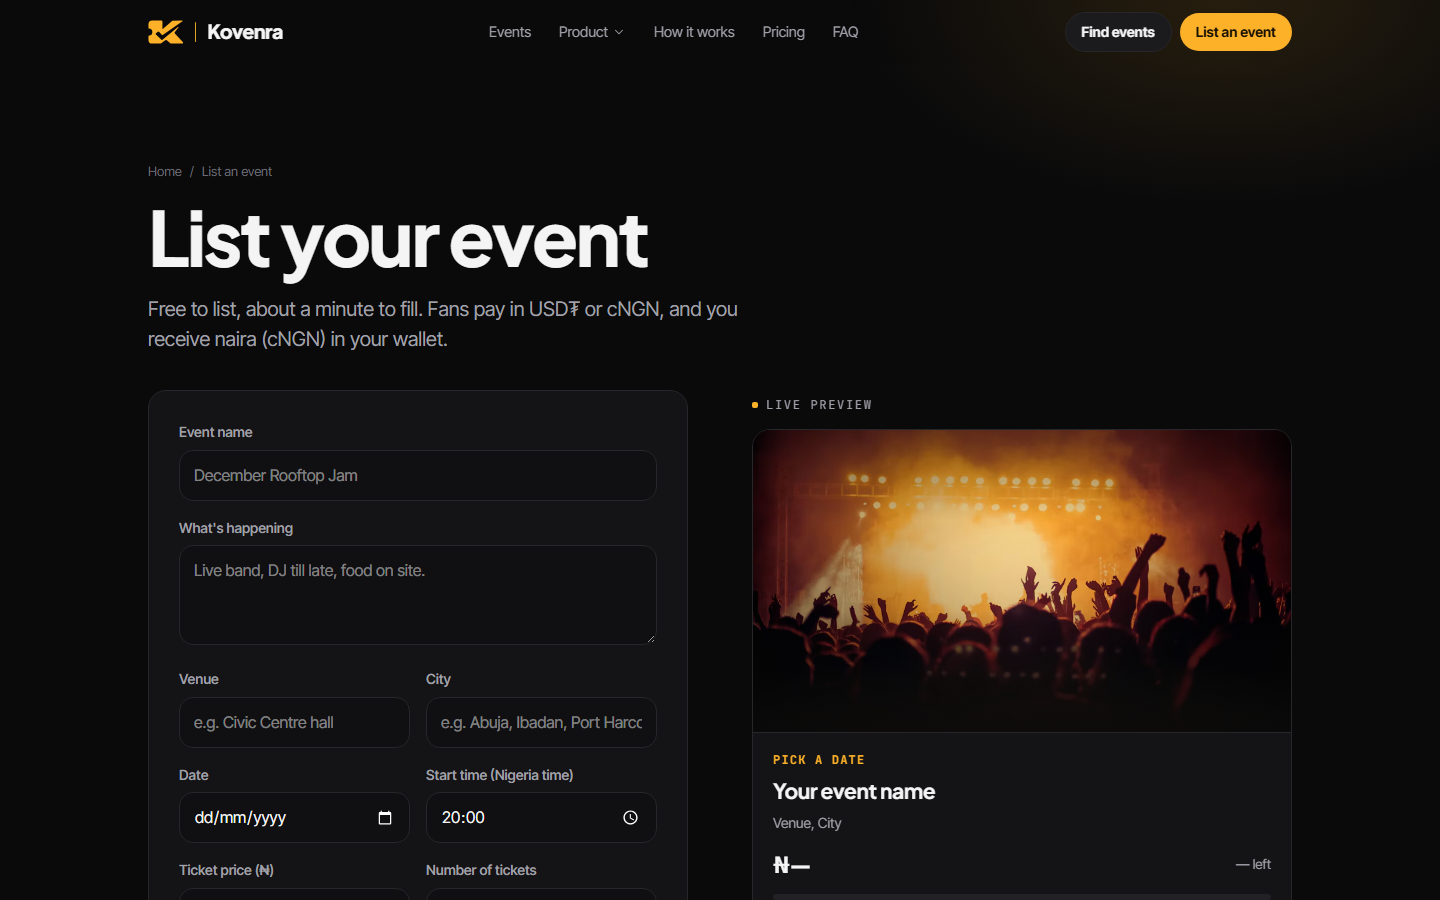 Kovenra
Events
Product
How it works
Pricing
FAQ
Find events
List an event
Home / List an event
List your event
Free to list, about a minute to fill. Fans pay in USD₮ or cNGN, and you
receive naira (cNGN) in your wallet.
Event name
December Rooftop Jam
What's happening
Live band, DJ till late, food on site.
Venue
City
e.g. Civic Centre hall
e.g. Abuja, Ibadan, Port Harc
Date
Start time (Nigeria time)
dd/mm/yyyy
20:00
Ticket price (₦)
Number of tickets
LIVE PREVIEW
PICK A DATE
Your event name
Venue, City
₦—
— left